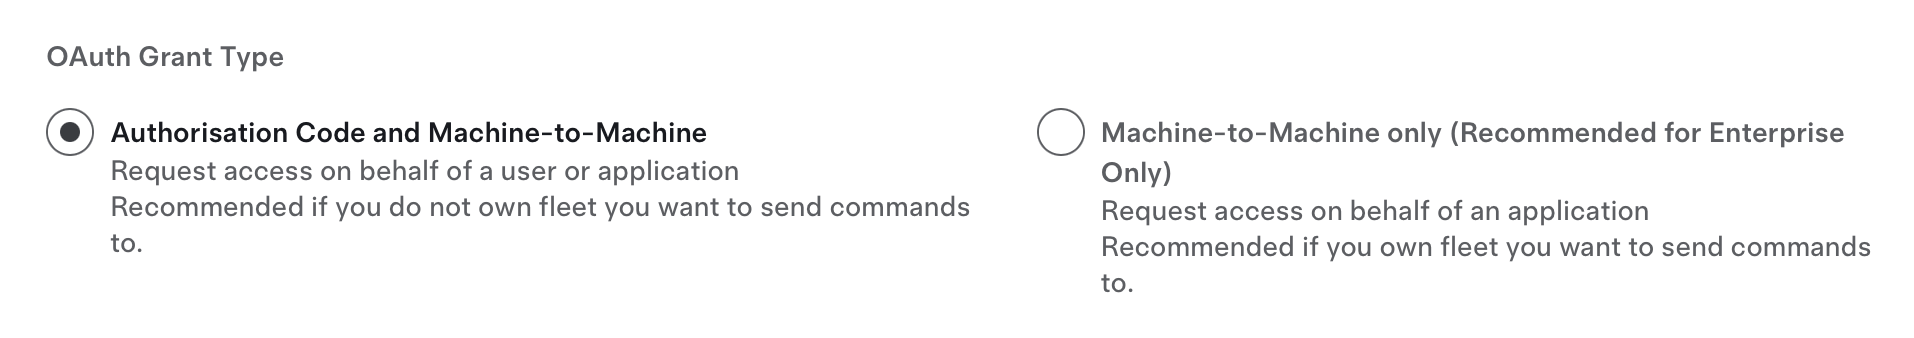 OAuth Grant Type
Authorisation Code and Machine-to-Machine
Request access on behalf of a user or application
Recommended if you do not own fleet you want to send commands
to.
Machine-to-Machine only (Recommended for Enterprise
Only)
Request access on behalf of an application
Recommended if you own fleet you want to send commands
to.